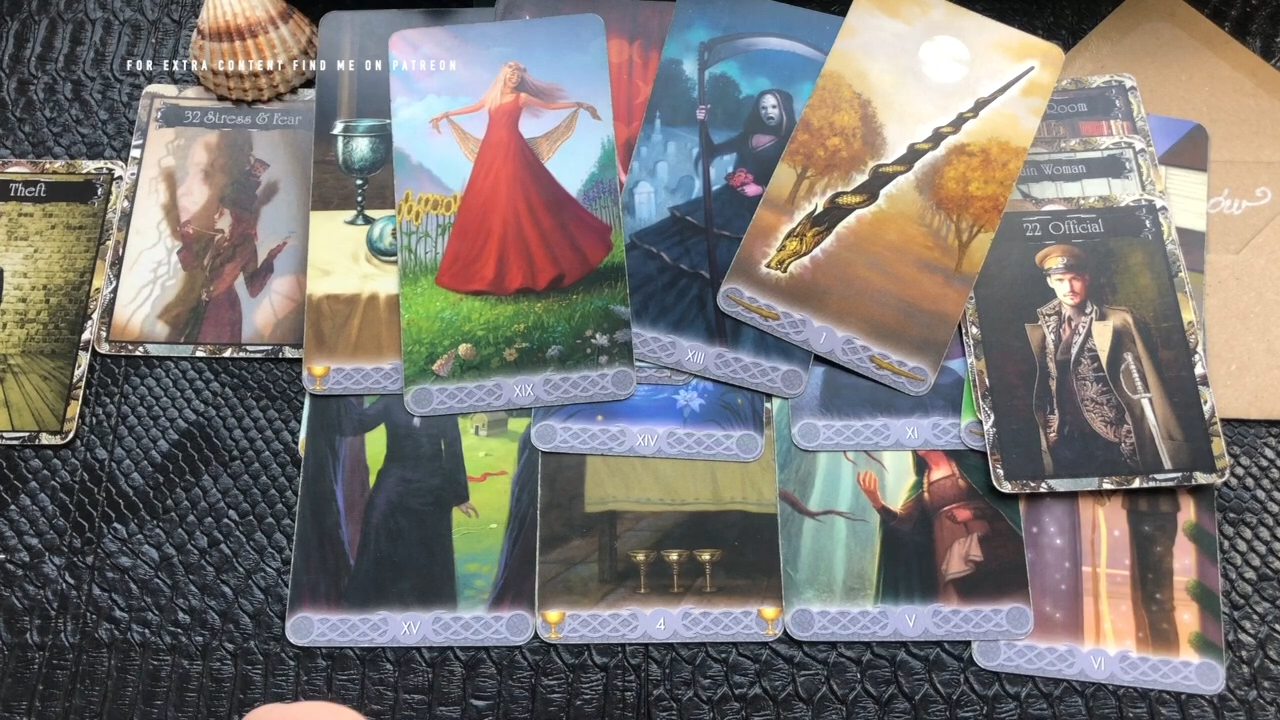 FOR EXTRA CONTENT FIND ME ON PATREON
32 Stress & Fear
Theft
Room
Woman
22 Official
XIX
XIII
1
XIV
XI
XV
4
V
VI